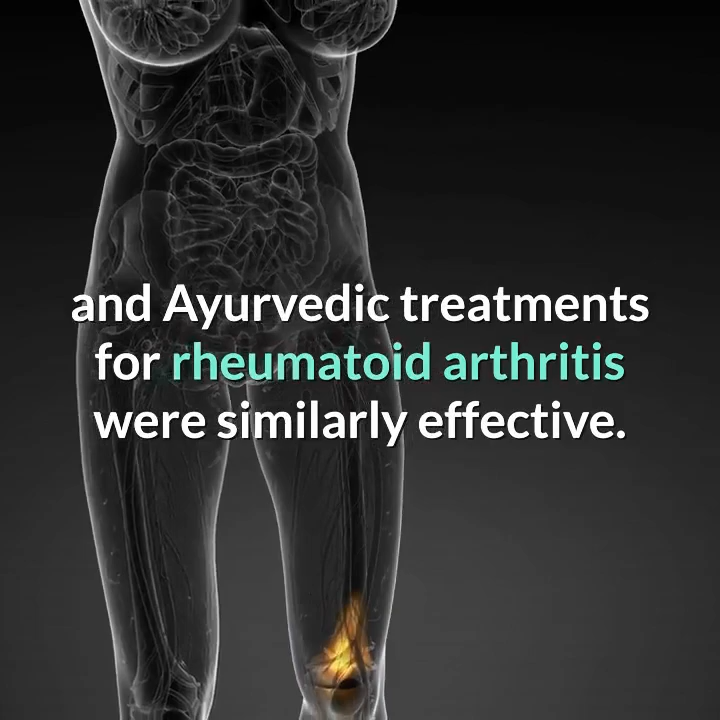 and Ayurvedic treatments
for rheumatoid arthritis
were similarly effective.